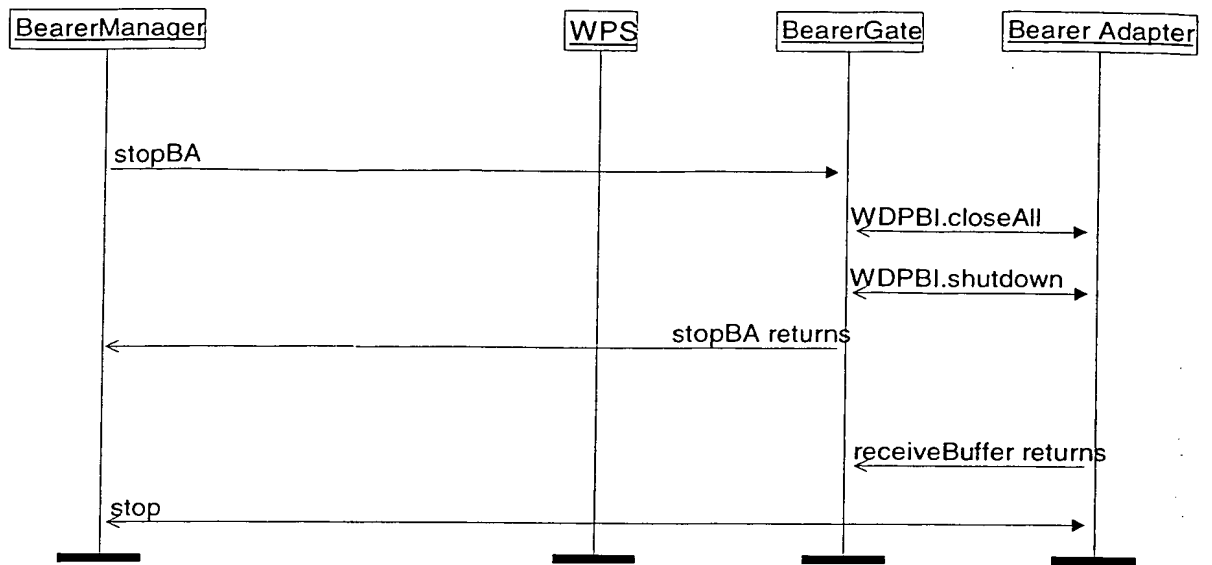 BearerManager
WPS
BearerGate
Bearer Adapter
stopBA
WDPBI.closeAll
WDPBI.shutdown
stopBA returns
receiveBuffer returns
stop